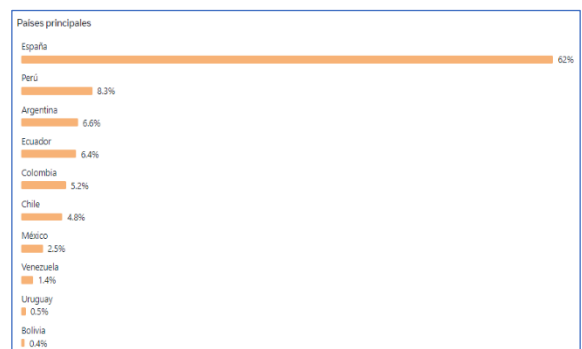 Países principales
España
62%
Perú
8.3%
Argentina
6.6%
Ecuador
6.4%
Colombia
5.2%
Chile
4.8%
México
2.5%
Venezuela
1.4%
Uruguay
0.5%
Bolivia
0.4%